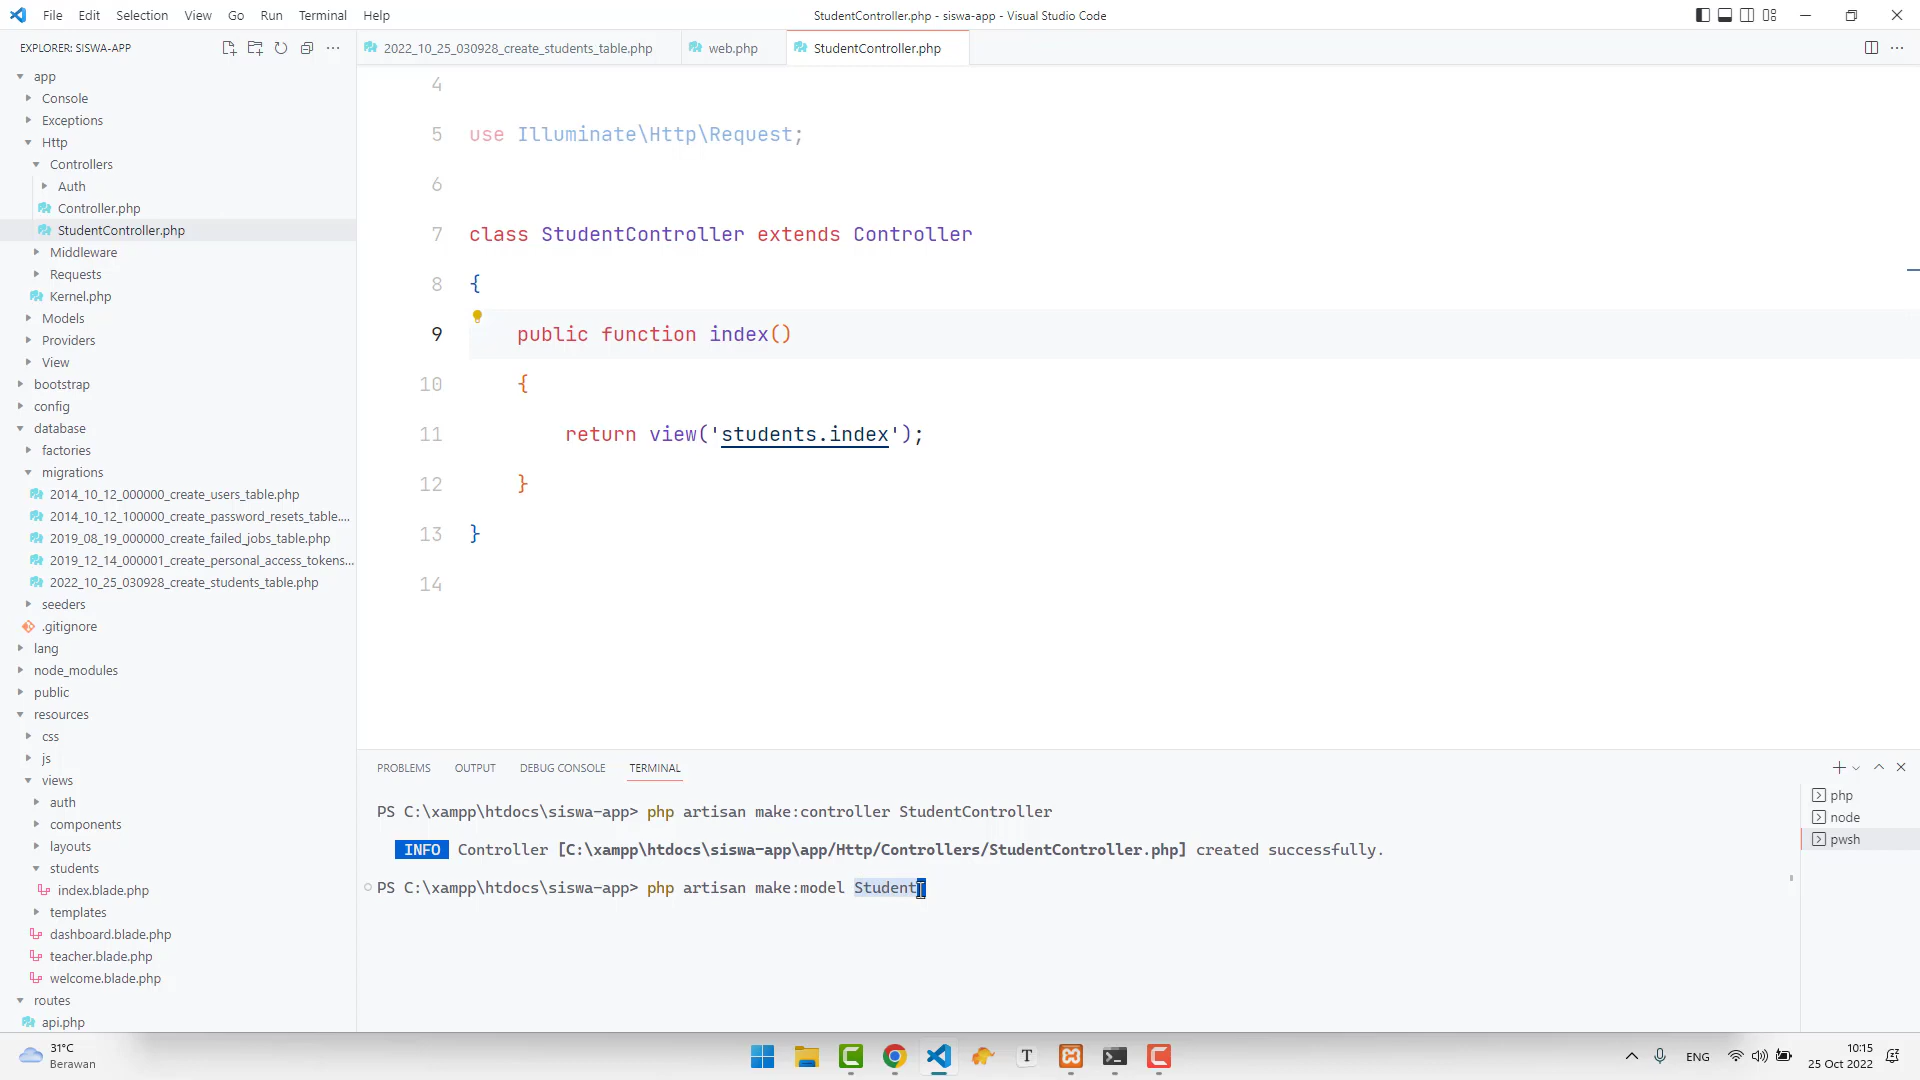 File Edit Selection View Go Run Terminal Help
StudentController.php - siswa-app - Visual Studio Code
EXPLORER: SISWA-APP
app
Console
Exceptions
Http
Controllers
Auth
Controller.php
StudentController.php
Middleware
Requests
Kernel.php
Models
Providers
View
bootstrap
config
database
factories
migrations
2014_10_12_000000_create_users_table.php
2014_10_12_100000_create_password_resets_table....
2019_08_19_000000_create_failed_jobs_table.php
2019_12_14_000001_create_personal_access_tokens...
2022_10_25_030928_create_students_table.php
seeders
.gitignore
lang
node_modules
public
resources
css
js
views
auth
components
layouts
students
index.blade.php
templates
dashboard.blade.php
teacher.blade.php
welcome.blade.php
routes
api.php
2022_10_25_030928_create_students_table.php web.php StudentController.php
4
5 use Illuminate\Http\Request;
6
7 class StudentController extends Controller
8 {
9 public function index()
10 {
11 return view('students.index');
12 }
13 }
14
PROBLEMS OUTPUT DEBUG CONSOLE TERMINAL
PS C:\xampp\htdocs\siswa-app> php artisan make:controller StudentController
INFO Controller [C:\xampp\htdocs\siswa-app\app/Http/Controllers/StudentController.php] created successfully.
PS C:\xampp\htdocs\siswa-app> php artisan make:model Student
php
node
pwsh
31°C
Berawan
T
ENG
10:15
25 Oct 2022